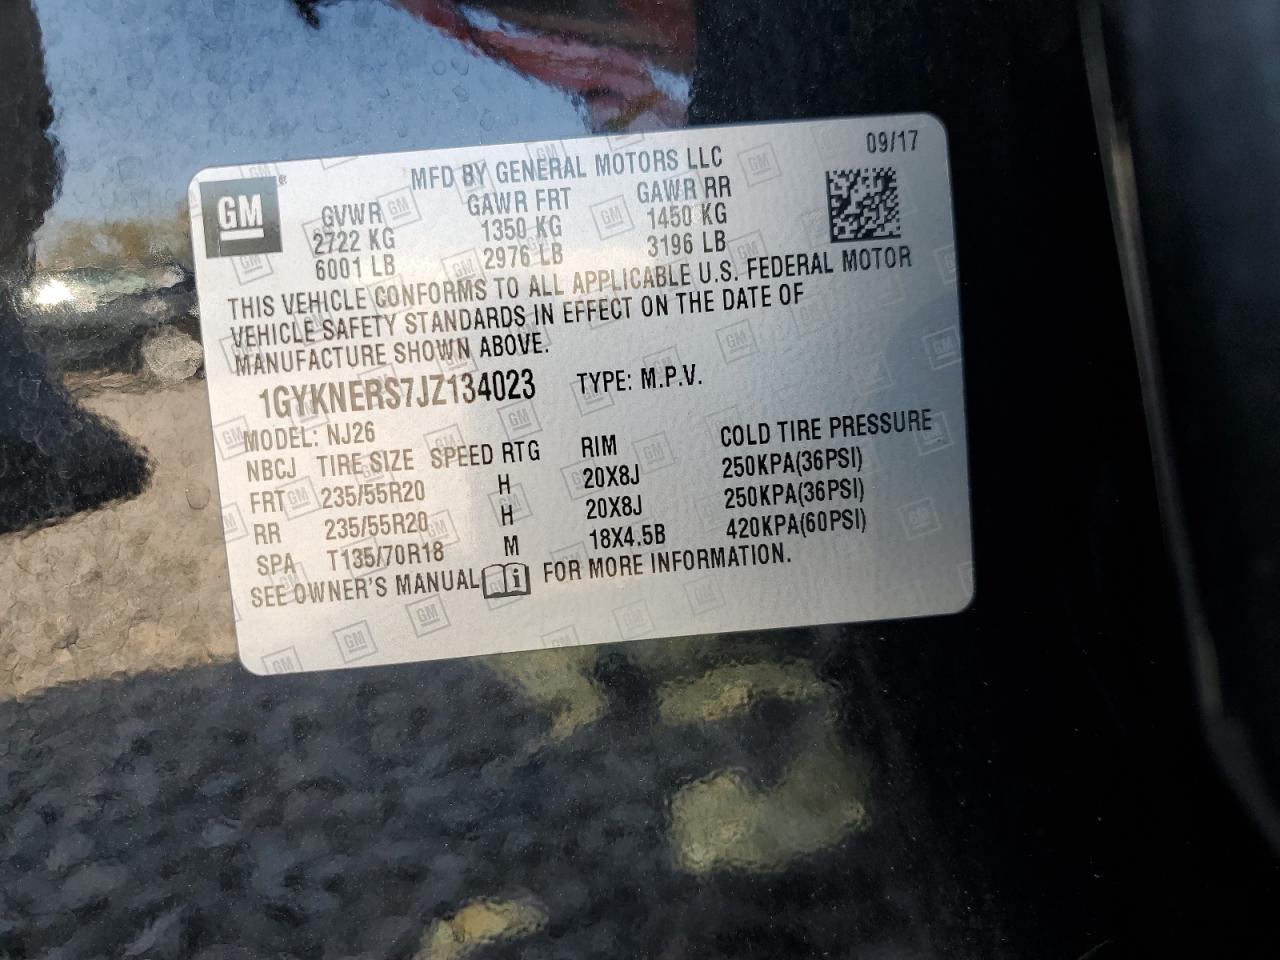 MFD BY GENERAL MOTORS LLC 09/17
GM
GVWR GAWR FRT GAWR RR
2722 KG 1350 KG 1450 KG
6001 LB 2976 LB 3196 LB
THIS VEHICLE CONFORMS TO ALL APPLICABLE U.S. FEDERAL MOTOR
VEHICLE SAFETY STANDARDS IN EFFECT ON THE DATE OF
MANUFACTURE SHOWN ABOVE.
1GYKNERS7JZ134023 TYPE: M.P.V.
MODEL: NJ26
NBCJ TIRE SIZE SPEED RTG RIM COLD TIRE PRESSURE
FRT 235/55R20 H 20X8J 250KPA(36PSI)
RR 235/55R20 H 20X8J 250KPA(36PSI)
SPA T135/70R18 M 18X4.5B 420KPA(60PSI)
SEE OWNER'S MANUAL FOR MORE INFORMATION.